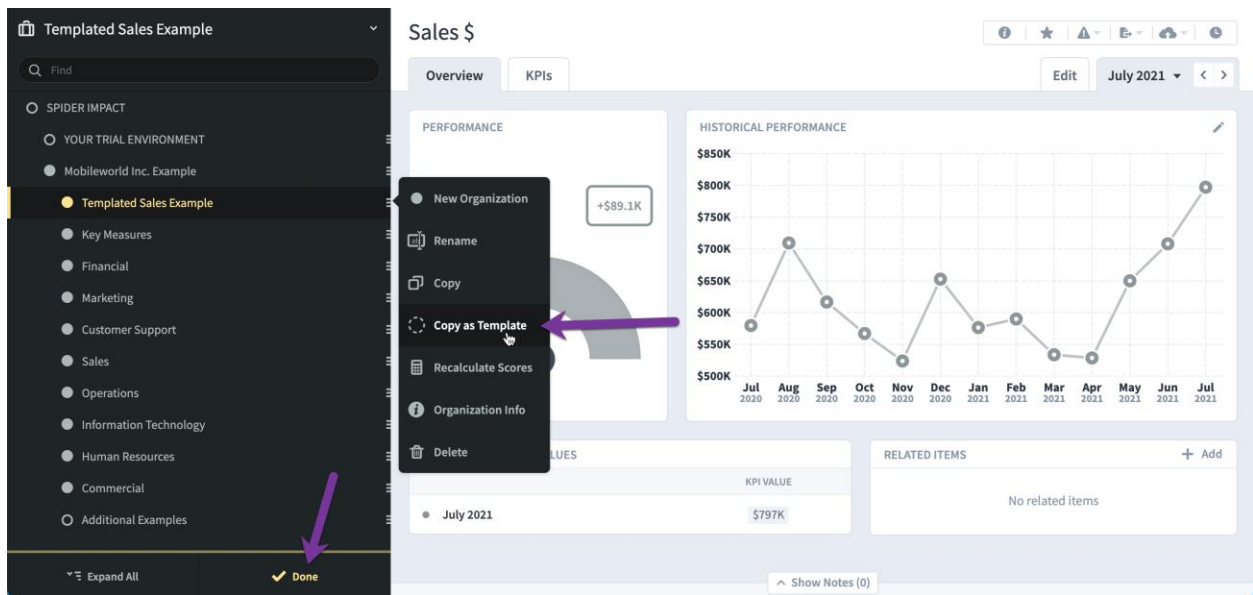 Templated Sales Example
Find
SPIDER IMPACT
YOUR TRIAL ENVIRONMENT
Mobileworld Inc. Example
Templated Sales Example
Key Measures
Financial
Marketing
Customer Support
Sales
Operations
Information Technology
Human Resources
Commercial
Additional Examples
Expand All
Done
New Organization
Rename
Copy
Copy as Template
Recalculate Scores
Organization Info
Delete
Sales $
Overview KPIs
Edit July 2021
PERFORMANCE
+$89.1K
HISTORICAL PERFORMANCE
$850K
$800K
$750K
$700K
$650K
$600K
$550K
$500K
Jul Aug Sep Oct Nov Dec Jan Feb Mar Apr May Jun Jul
2020 2020 2020 2020 2020 2020 2021 2021 2021 2021 2021 2021 2021
LUES
KPI VALUE
July 2021 $797K
RELATED ITEMS
+ Add
No related items
Show Notes (0)